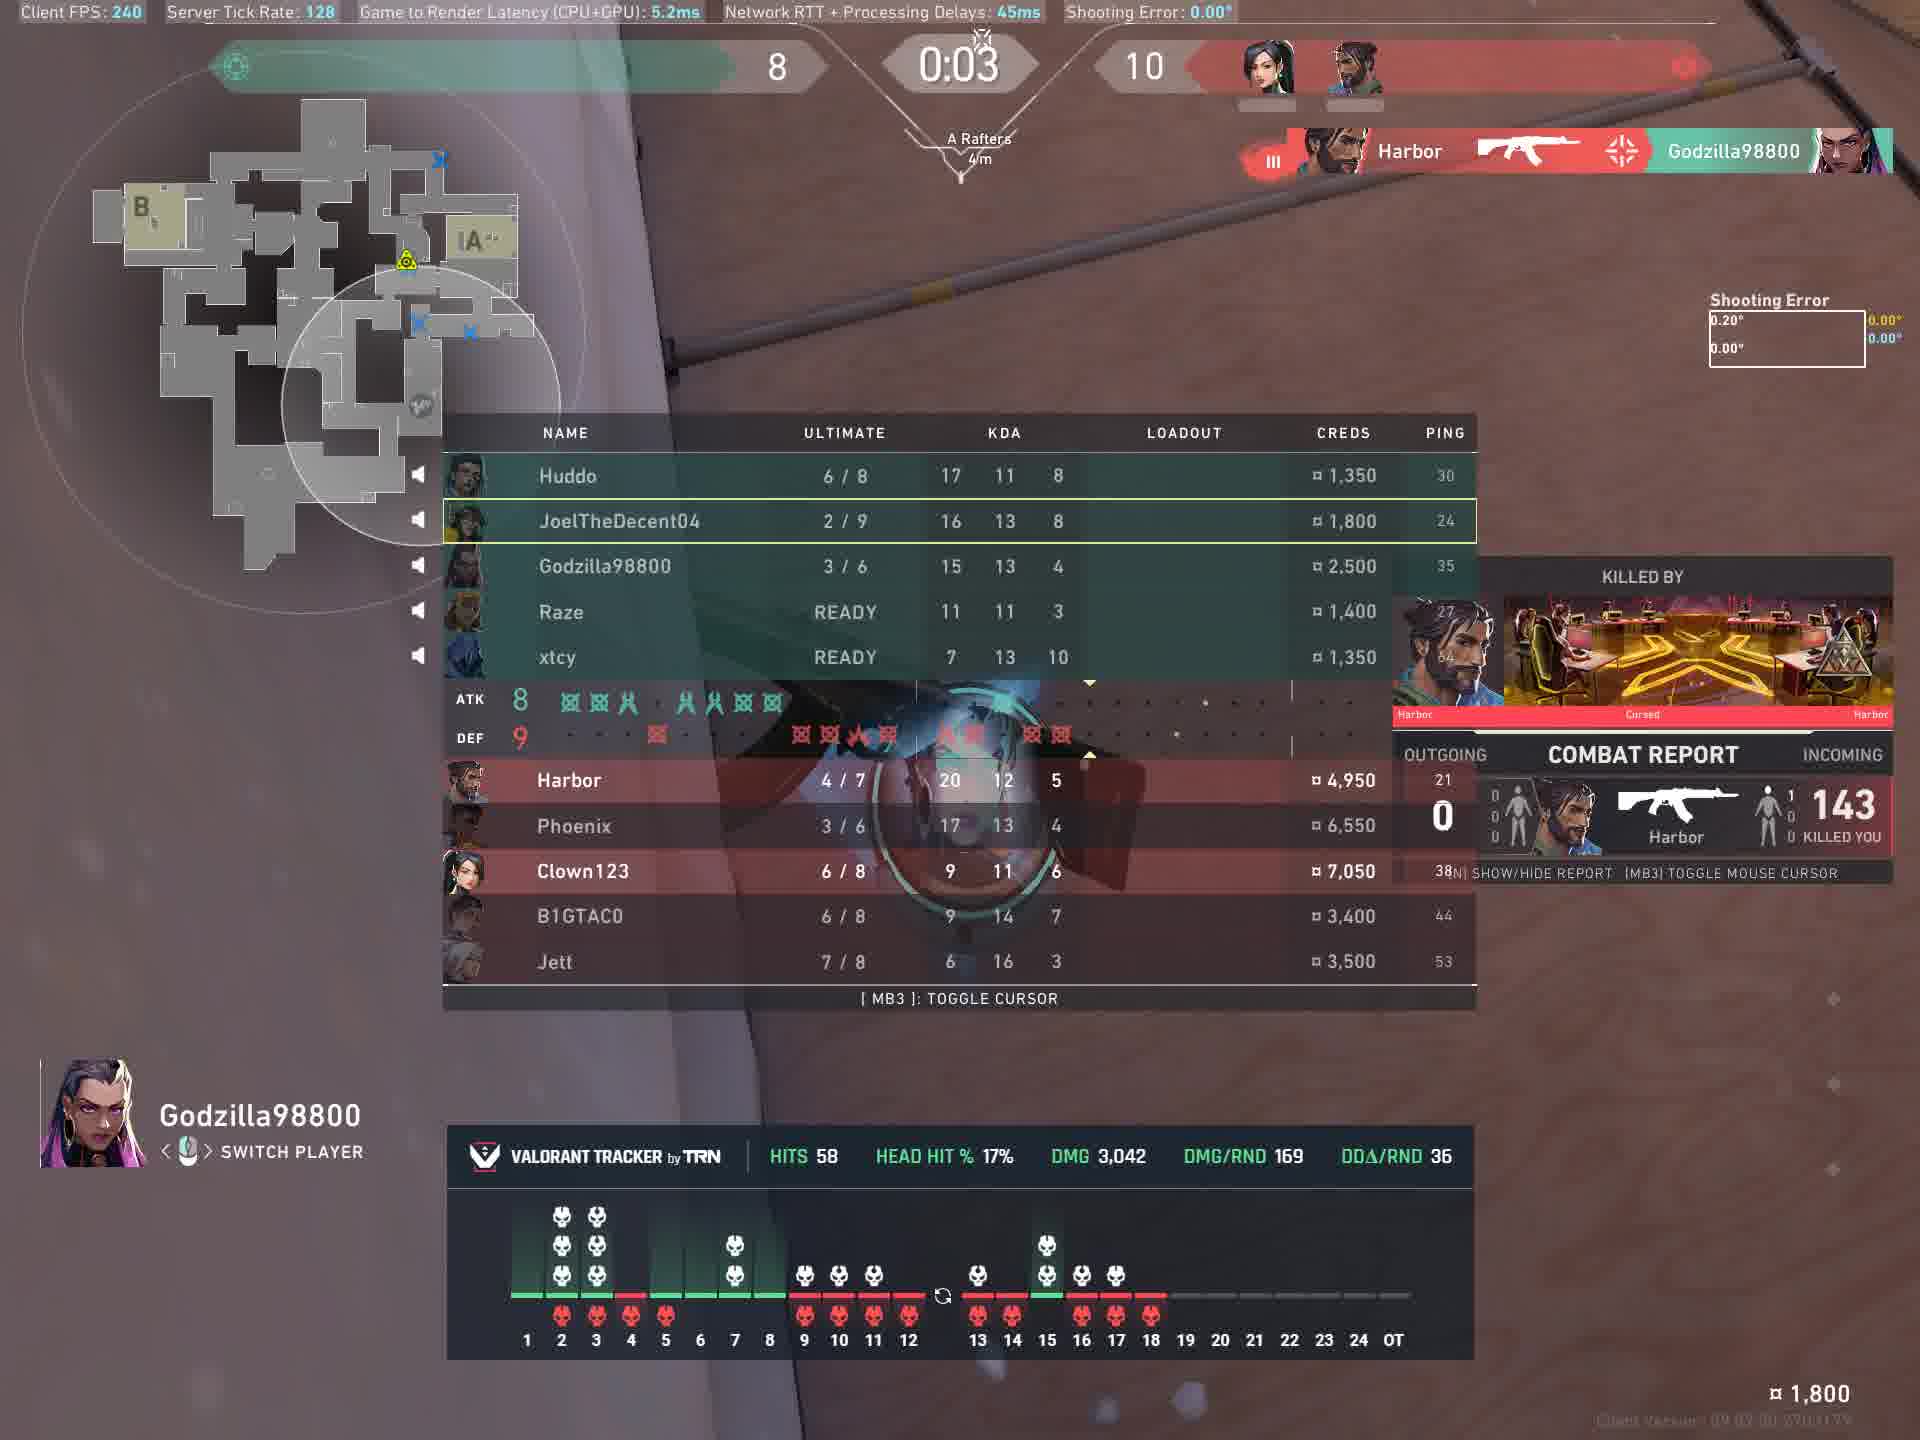 Client FPS: 240 Server Tick Rate: 128 Game to Render Latency (CPU+GPU): 5.2ms Network RTT + Processing Delays: 45ms Shooting Error: 0.00°
8 0:03 10
A Rafters
4 m
III Harbor Godzilla98800
B
A
Shooting Error
0.20° 0.00°
0.00°
0.00°
NAME ULTIMATE KDA LOADOUT CREDS PING
Huddo 6 / 8 17 11 8 ¤ 1,350 30
JoelTheDecent04 2 / 9 16 13 8 ¤ 1,800 24
Godzilla98800 3 / 6 15 13 4 ¤ 2,500 35
Raze READY 11 11 3 ¤ 1,400 27
xtcy READY 7 13 10 ¤ 1,350 64
ATK 8
DEF 9
Harbor 4 / 7 20 12 5 ¤ 4,950 21
Phoenix 3 / 6 17 13 4 ¤ 6,550
Clown123 6 / 8 9 11 6 ¤ 7,050 38
B1GTAC0 6 / 8 9 14 7 ¤ 3,400 44
Jett 7 / 8 6 16 3 ¤ 3,500 53
[ MB3 ]: TOGGLE CURSOR
KILLED BY
Harbor Cursed Harbor
OUTGOING COMBAT REPORT INCOMING
0 0 0 0 Harbor 1 0 0 143
KILLED YOU
N] SHOW/HIDE REPORT [MB3] TOGGLE MOUSE CURSOR
Godzilla98800
< > SWITCH PLAYER
VALORANT TRACKER by TRN HITS 58 HEAD HIT % 17% DMG 3,042 DMG/RND 169 DDΔ/RND 36
1 2 3 4 5 6 7 8 9 10 11 12 13 14 15 16 17 18 19 20 21 22 23 24 OT
¤ 1,800